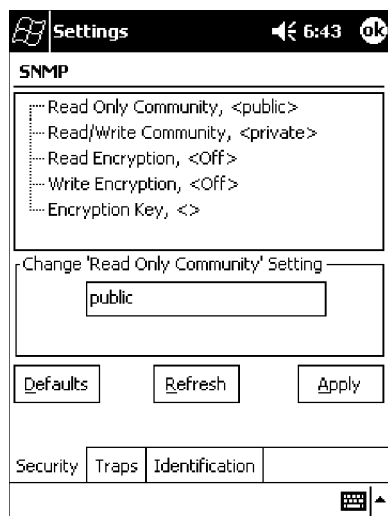 Settings 6:43 ok
SNMP
Read Only Community, <public>
Read/Write Community, <private>
Read Encryption, <Off>
Write Encryption, <Off>
Encryption Key, <>
Change 'Read Only Community' Setting
public
Defaults Refresh Apply
Security Traps Identification